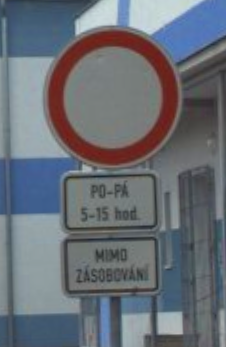 PO-PÁ
5-15 hod.
MIMO
ZÁSOBOVÁNÍ